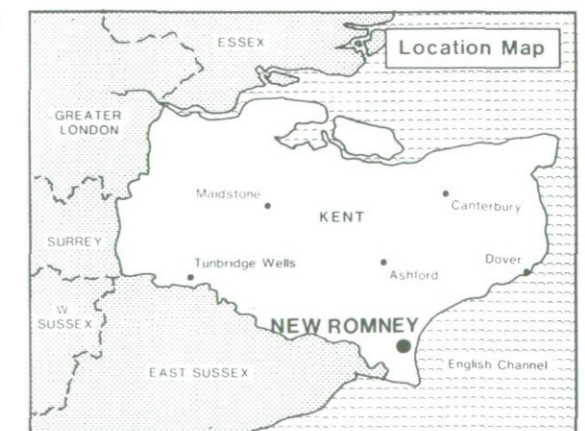 ESSEX
Location Map
GREATER
LONDON
Maidstone
KENT
Canterbury
SURREY
Tunbridge Wells
Ashford
Dover
W
SUSSEX
NEW ROMNEY
English Channel
EAST SUSSEX